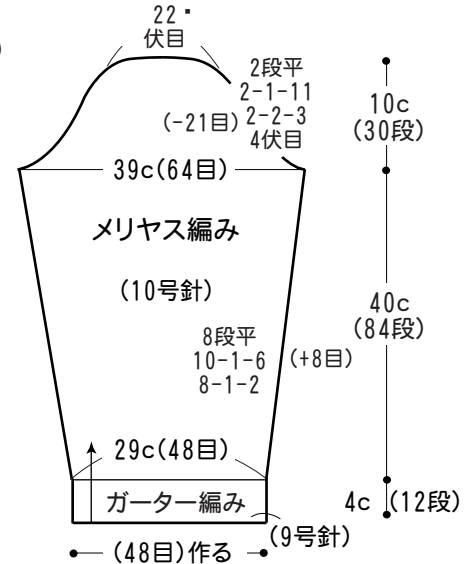 22
伏目
2段平
2-1-11
2-2-3
4伏目
(-21目)
10c
(30段)
39c(64目)
メリヤス編み
(10号針)
40c
(84段)
8段平
10-1-6
8-1-2
(+8目)
29c(48目)
ガーター編み
4c (12段)
(9号針)
(48目)作る